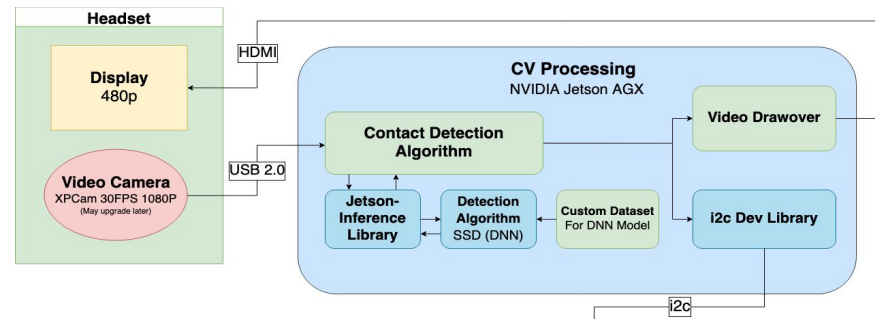 Headset
Display
480p
Video Camera
XPCam 30FPS 1080P
(May upgrade later)
HDMI
USB 2.0
CV Processing
NVIDIA Jetson AGX
Contact Detection
Algorithm
Jetson-
Inference
Library
Detection
Algorithm
SSD (DNN)
Custom Dataset
For DNN Model
Video Drawover
i2c Dev Library
i2c